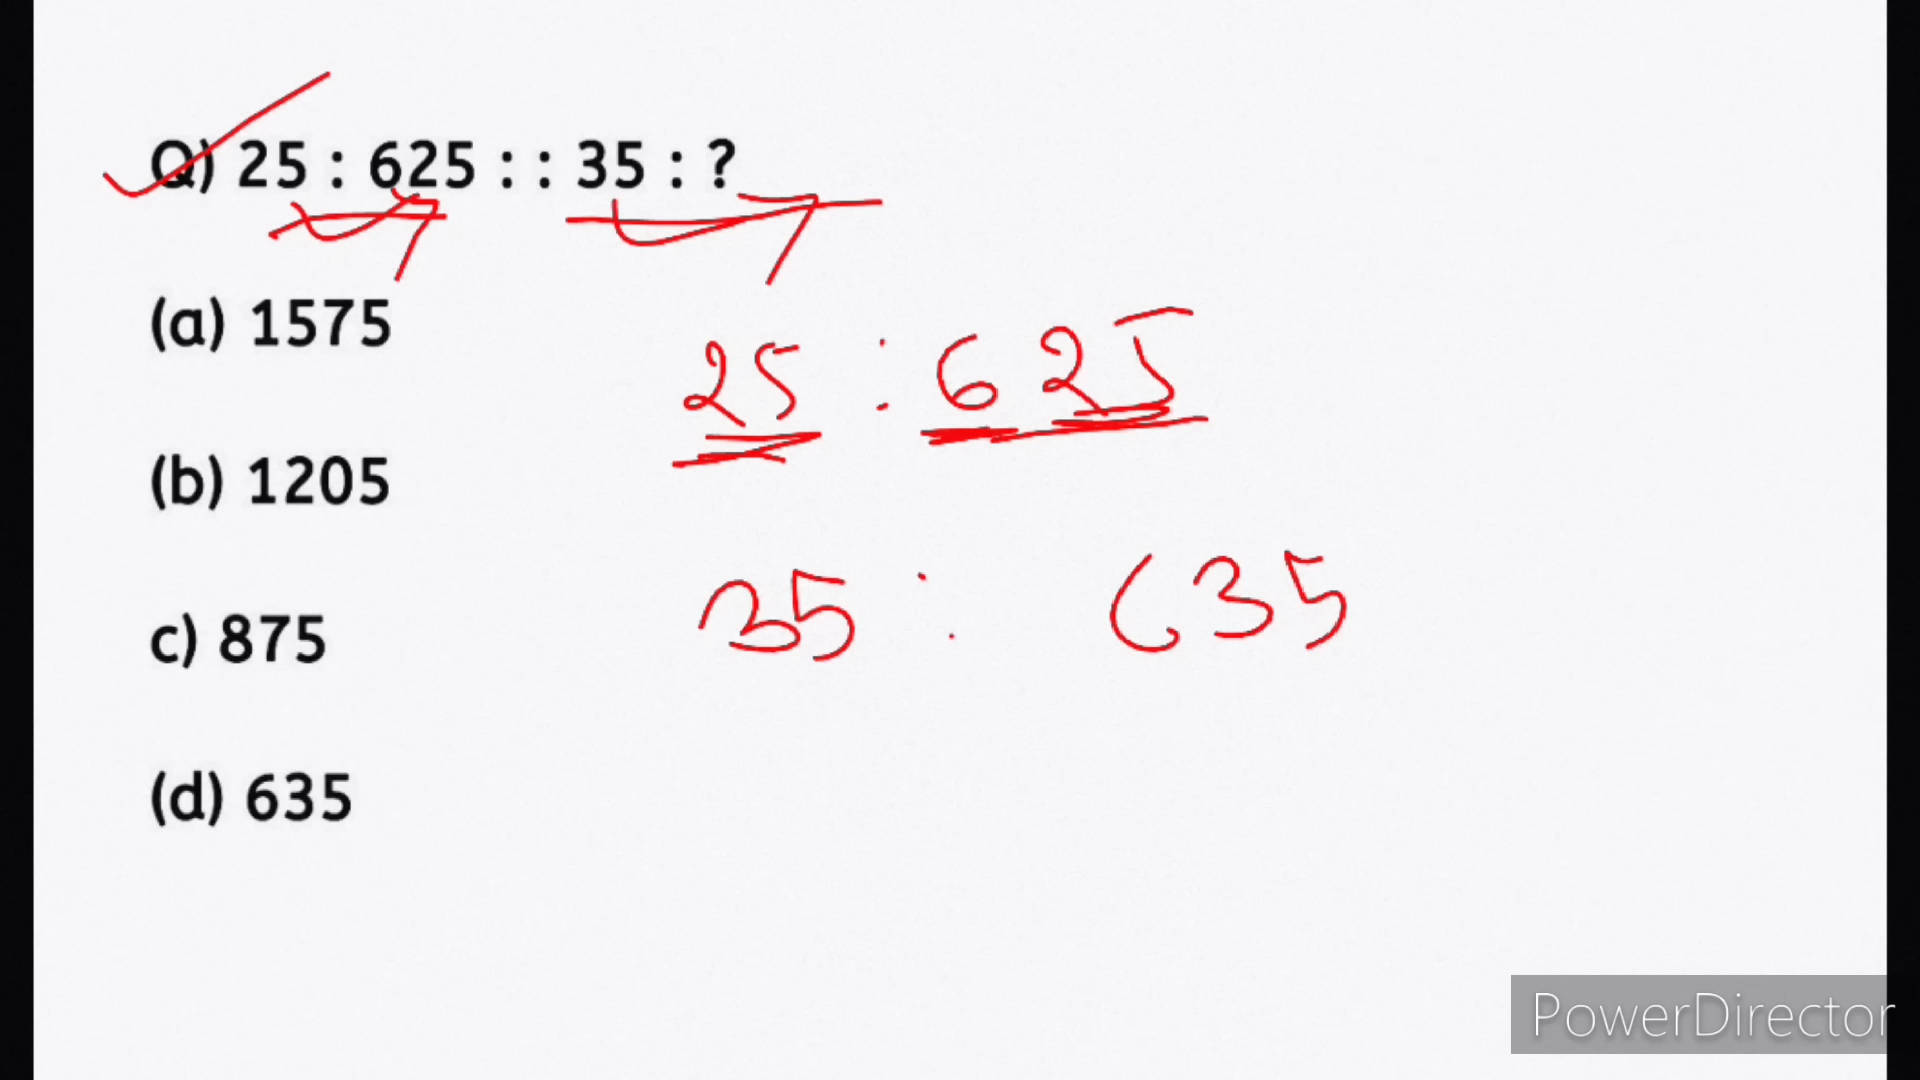 Q) 25 : 625 : : 35 : ?
(a) 1575
25 : 625
(b) 1205
35 : 635
c) 875
(d) 635
PowerDirector